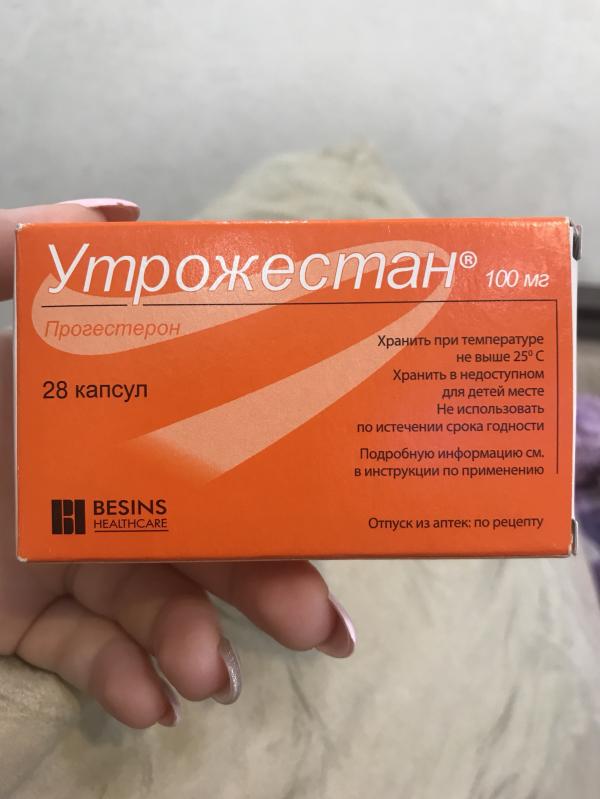 Утрожестан® 100 мг
Прогестерон
28 капсул
Хранить при температуре
не выше 25⁰ С
Хранить в недоступном
для детей месте
Не использовать
по истечении срока годности
Подробную информацию см.
в инструкции по применению
BESINS
HEALTHCARE
Отпуск из аптек: по рецепту